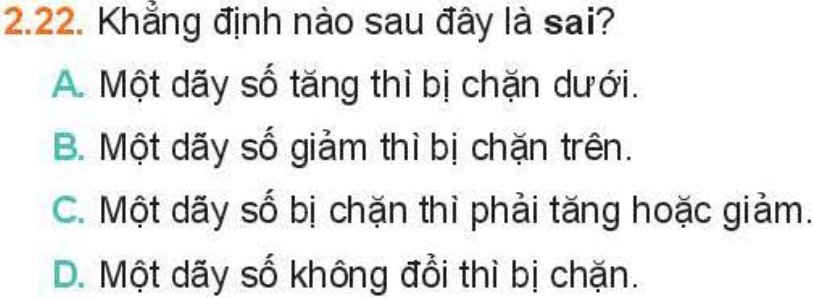 2.22. Khẳng định nào sau đây là sai?
A. Một dãy số tăng thì bị chặn dưới.
B. Một dãy số giảm thì bị chặn trên.
C. Một dãy số bị chặn thì phải tăng hoặc giảm.
D. Một dãy số không đổi thì bị chặn.